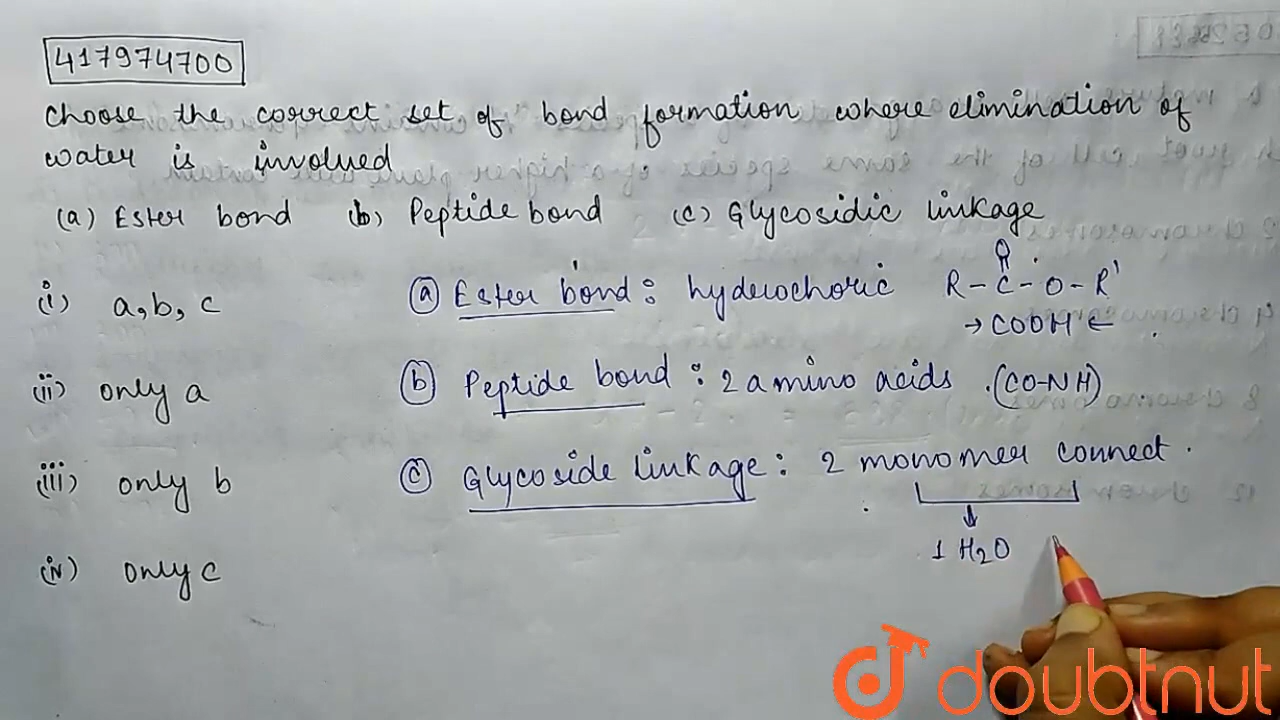 417974700
choose the correct set of bond formation where elimination of
water is involved
(a) Ester bond (b) Peptide bond (c) Glycosidic linkage
(i) a, b, c
(ii) only a
(iii) only b
(iv) only c
(a) Ester bond : hyderochoric R-C-O-R'
O
→ COOH ←
(b) Peptide bond : 2 amino acids (CO-NH)
(c) Glycoside linkage : 2 monomer connect.
↓
1 H₂O
doubtnut